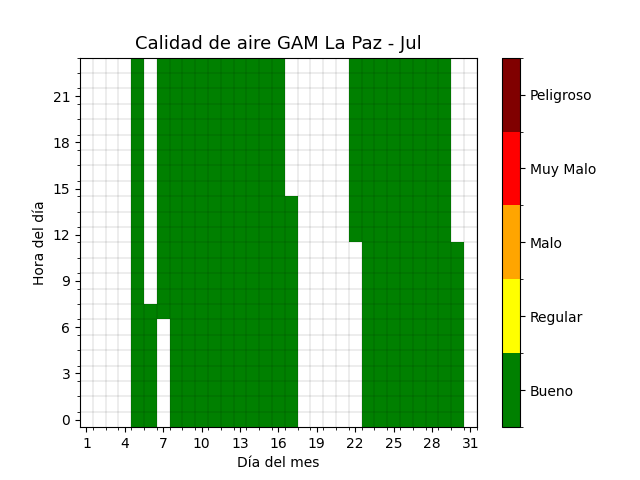 Calidad de aire GAM La Paz - Jul
Hora del día
21
18
15
12
9
6
3
0
1 4 7 10 13 16 19 22 25 28 31
Día del mes
Peligroso
Muy Malo
Malo
Regular
Bueno